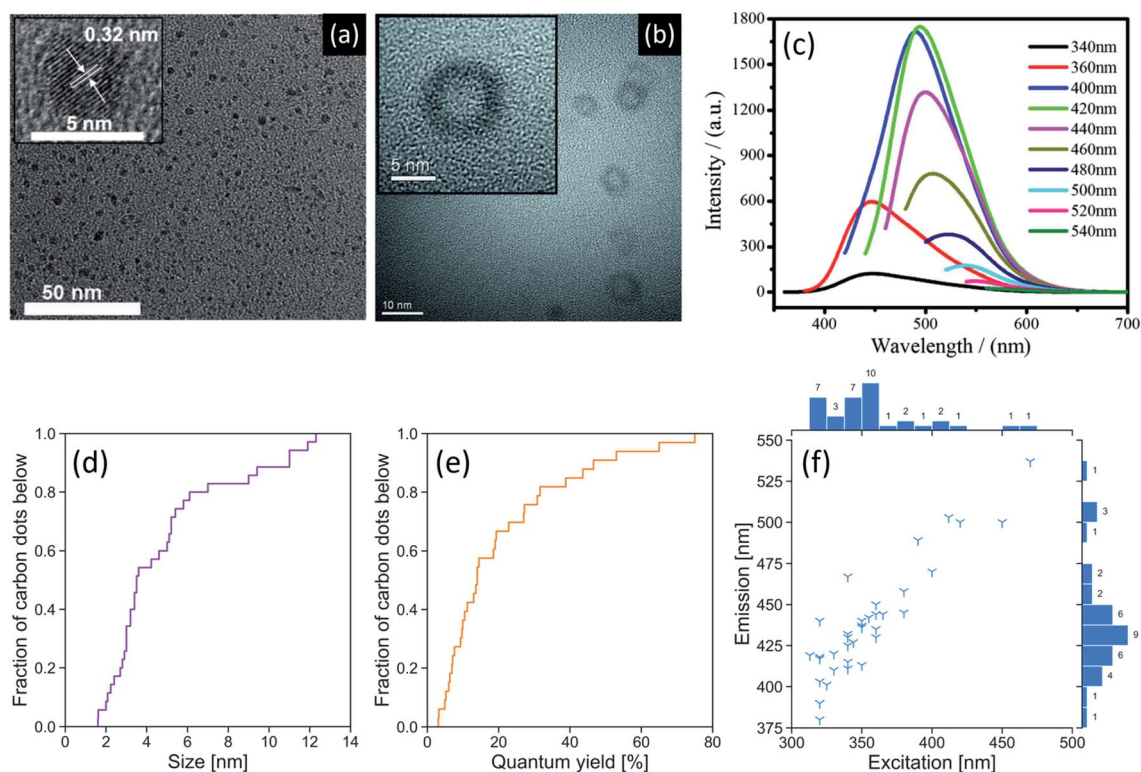 0.32 nm
(a)
5 nm
50 nm
(b)
5 nm
10 nm
(c)
1800
1500
1200
900
600
300
0
Intensity / (a.u.)
400
500
600
700
Wavelength / (nm)
340nm
360nm
400nm
420nm
440nm
460nm
480nm
500nm
520nm
540nm
(d)
1.0
0.8
0.6
0.4
0.2
0.0
Fraction of carbon dots below
0
2
4
6
8
10
12
14
Size [nm]
(e)
1.0
0.8
0.6
0.4
0.2
0.0
Fraction of carbon dots below
0
20
40
60
80
Quantum yield [%]
7
3
7
10
1
2
1
2
1
1
1
(f)
550
525
500
475
450
425
400
375
Emission [nm]
300
350
400
450
500
Excitation [nm]
1
3
1
2
2
6
9
6
4
1
1